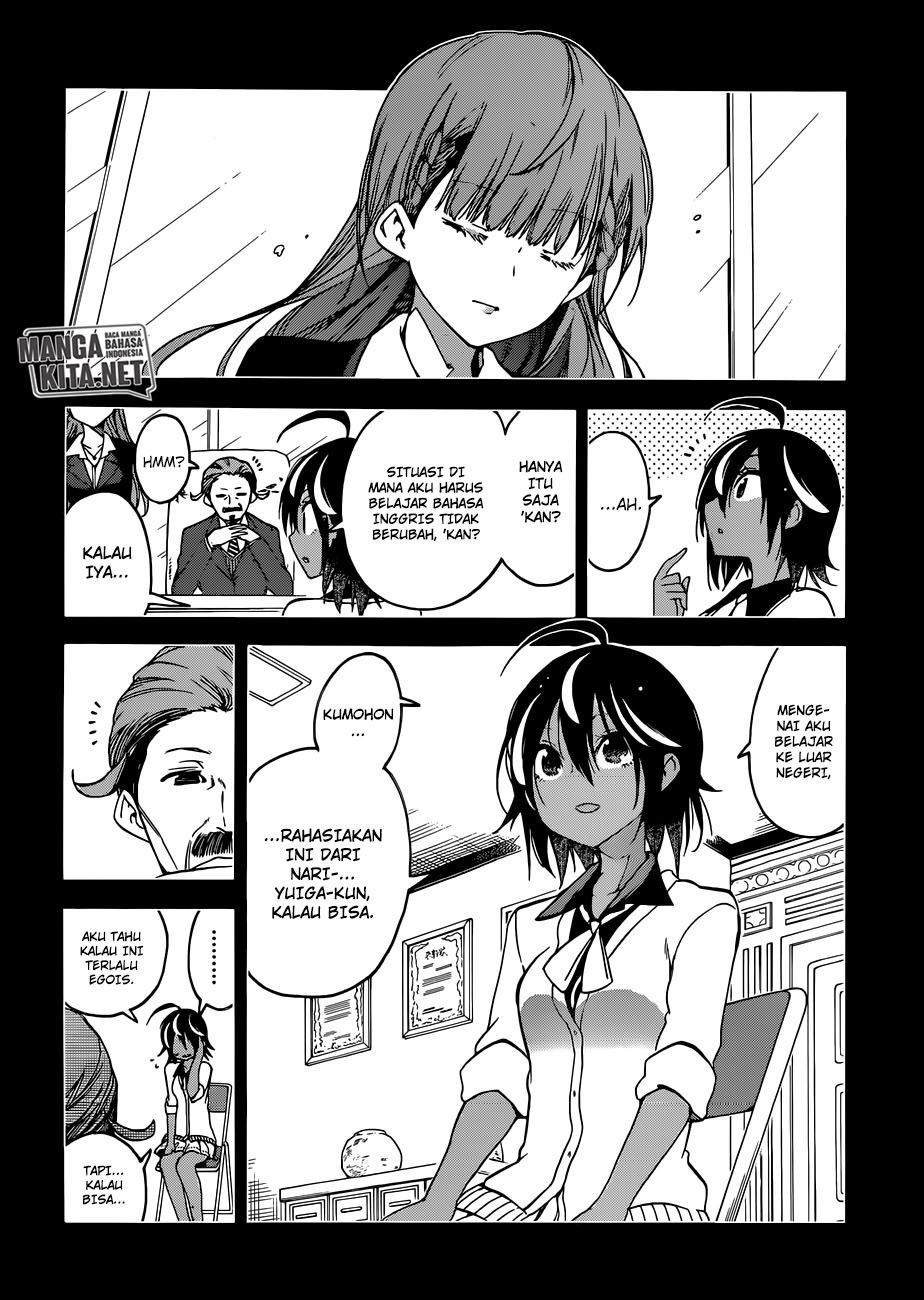 MANGA
KITA.NET
BACA MANGA
BAHASA
INDONESIA
...AH.
HANYA
ITU
SAJA
'KAN?
SITUASI DI
MANA AKU HARUS
BELAJAR BAHASA
INGGRIS TIDAK
BERUBAH, 'KAN?
HMM?
KALAU
IYA...
MENGE-
NAI AKU
BELAJAR
KE LUAR
NEGERI,
KUMOHON
...
...RAHASIAKAN
INI DARI
NARI-...
YUIGA-KUN,
KALAU BISA.
.........
AKU TAHU
KALAU INI
TERLALU
EGOIS.
TAPI...
KALAU
BISA...